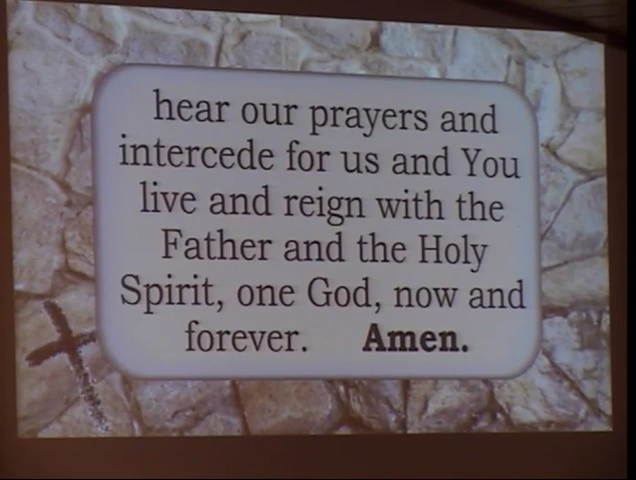 hear our prayers and
intercede for us and You
live and reign with the
Father and the Holy
Spirit, one God, now and
forever. Amen.